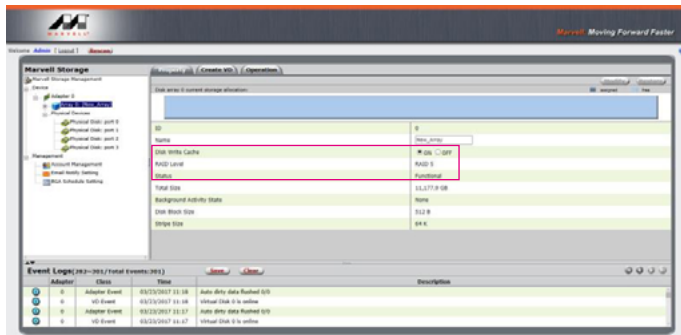 MARVELL
Marvell. Moving Forward Faster
Welcome Admin [ Logout ]
Marvell Storage
Property
Create VD
Operation
Marvell Storage Management
Device
Disk array 0 current storage allocation:
assigned
free
Adapter 0
Array 0: [New_Array]
Physical Devices
Physical Disk: port 0
Physical Disk: port 1
Physical Disk: port 2
Physical Disk: port 3
Management
Account Management
Email Notify Setting
BGA Schedule Setting
ID 0
Name New_Array
Disk Write Cache ON OFF
RAID Level RAID 5
Status Functional
Total Size 11,177.9 GB
Background Activity State None
Disk Block Size 512 B
Stripe Size 64 K
Event Logs(282~301/Total Events:301) Save Clear
Adapter Class Time Description
0 Adapter Event 03/23/2017 11:18 Auto dirty data flushed 0/0
0 VD Event 03/23/2017 11:18 Virtual Disk 0 is online
0 Adapter Event 03/23/2017 11:17 Auto dirty data flushed 0/0
0 VD Event 03/23/2017 11:17 Virtual Disk 0 is online